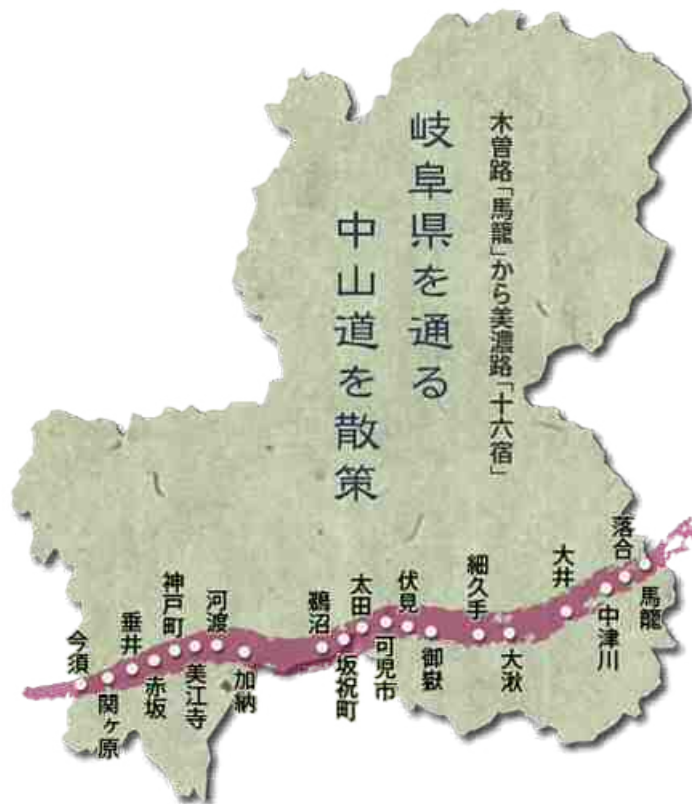 木曽路「馬籠」から美濃路「十六宿」
岐阜県を通る
中山道を散策
馬籠
落合
中津川
大井
大湫
細久手
御嶽
伏見
可児市
太田
坂祝町
鵜沼
加納
河渡
美江寺
神戸町
赤坂
垂井
関ヶ原
今須